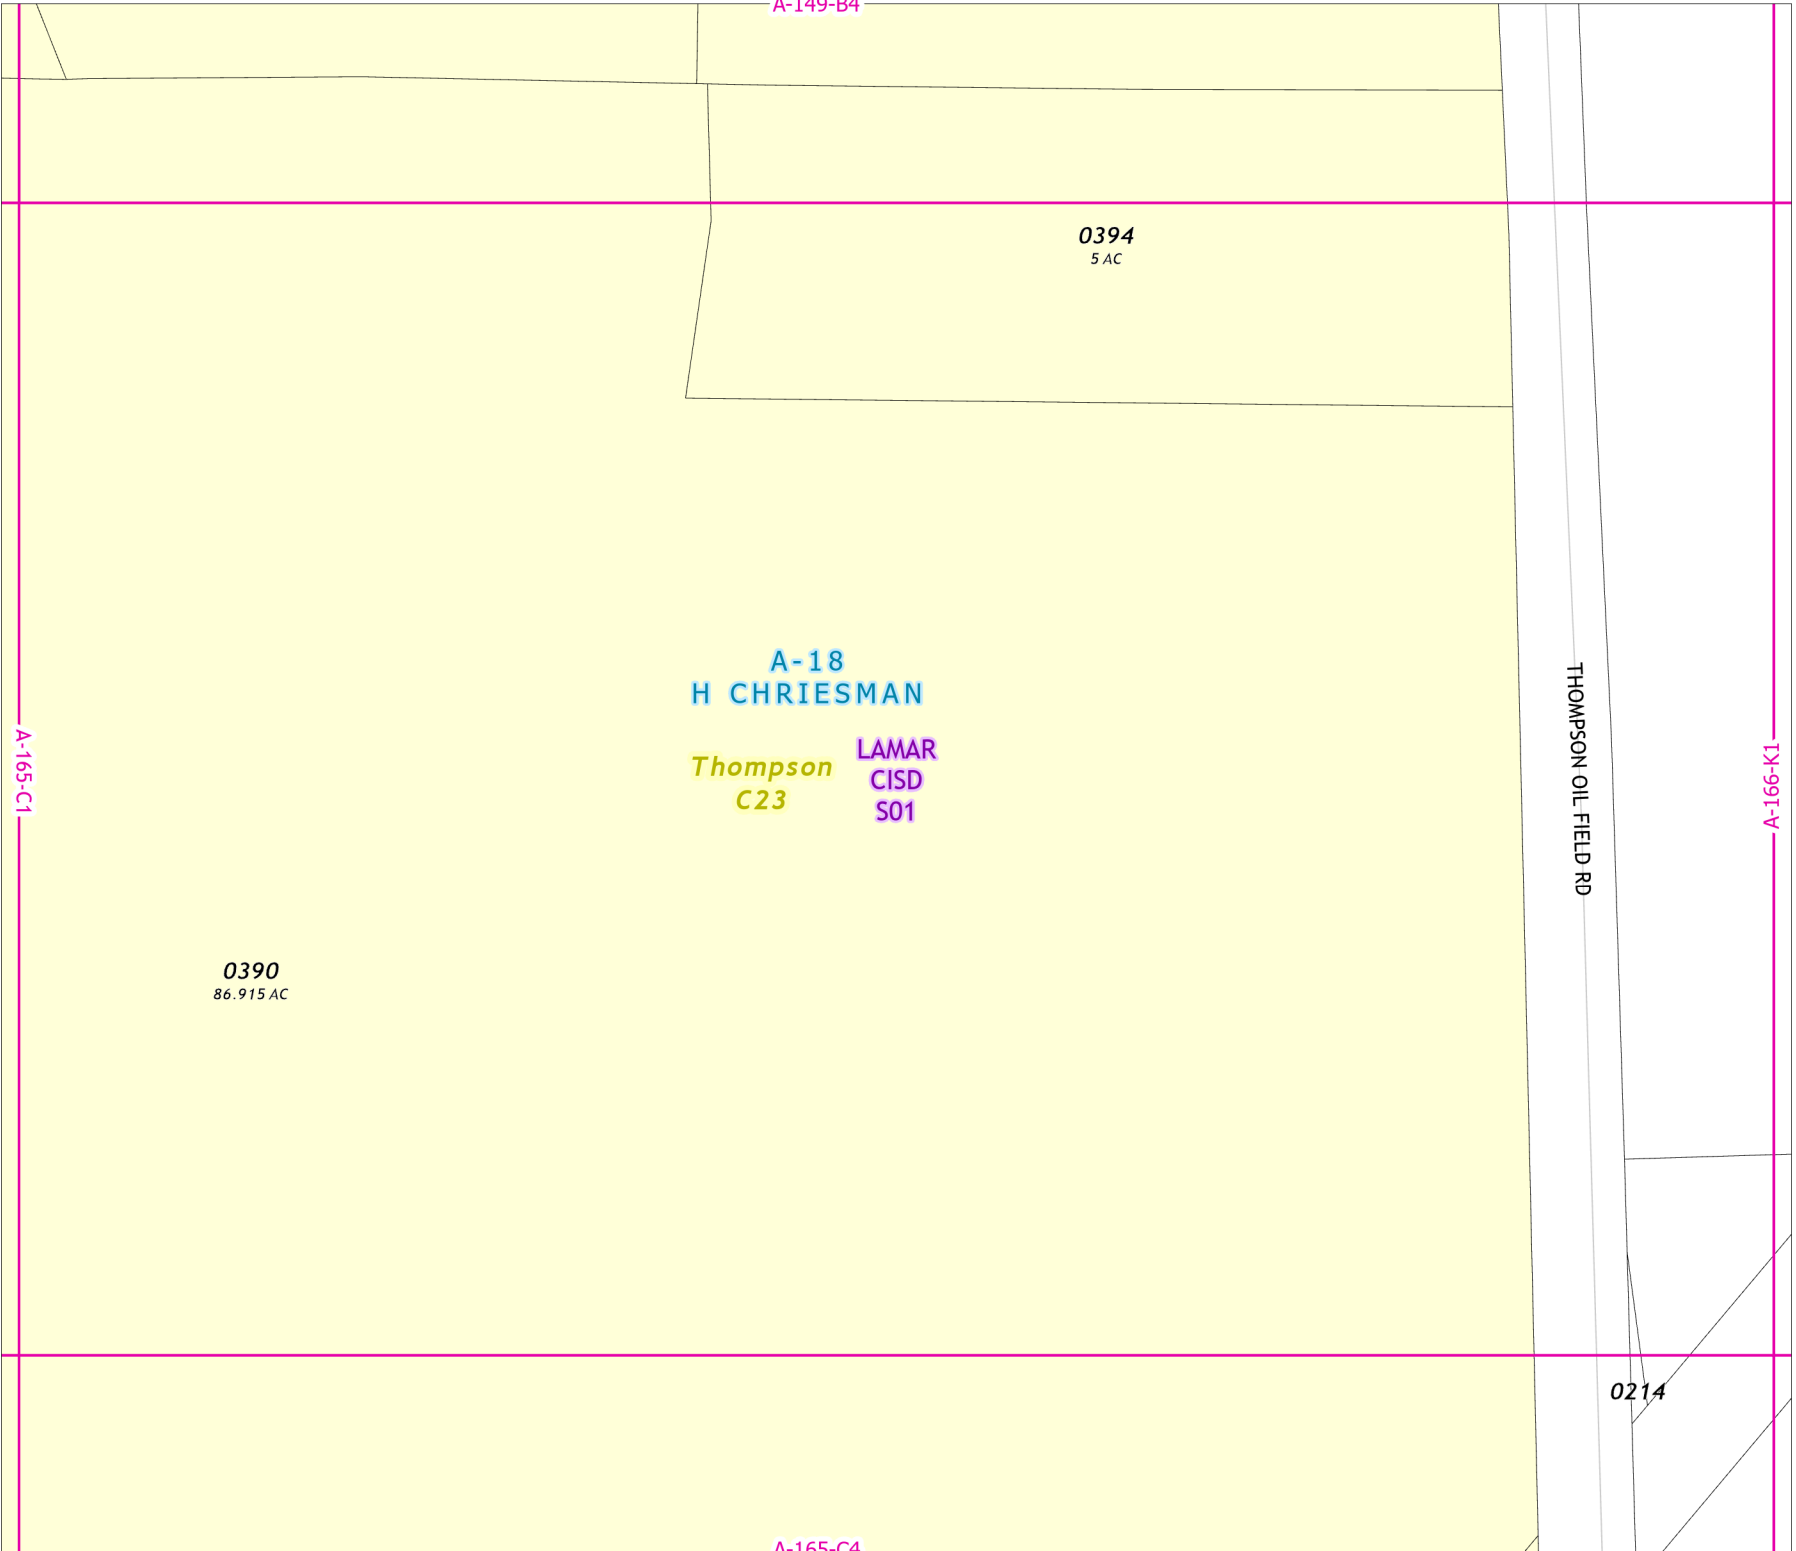 A-149-B4
0394
5 AC
A-18
H CHRIESMAN
Thompson
C23
LAMAR
CISD
S01
THOMPSON OIL FIELD RD
A-165-C1
A-166-K1
0390
86.915 AC
0214
A-165-C4